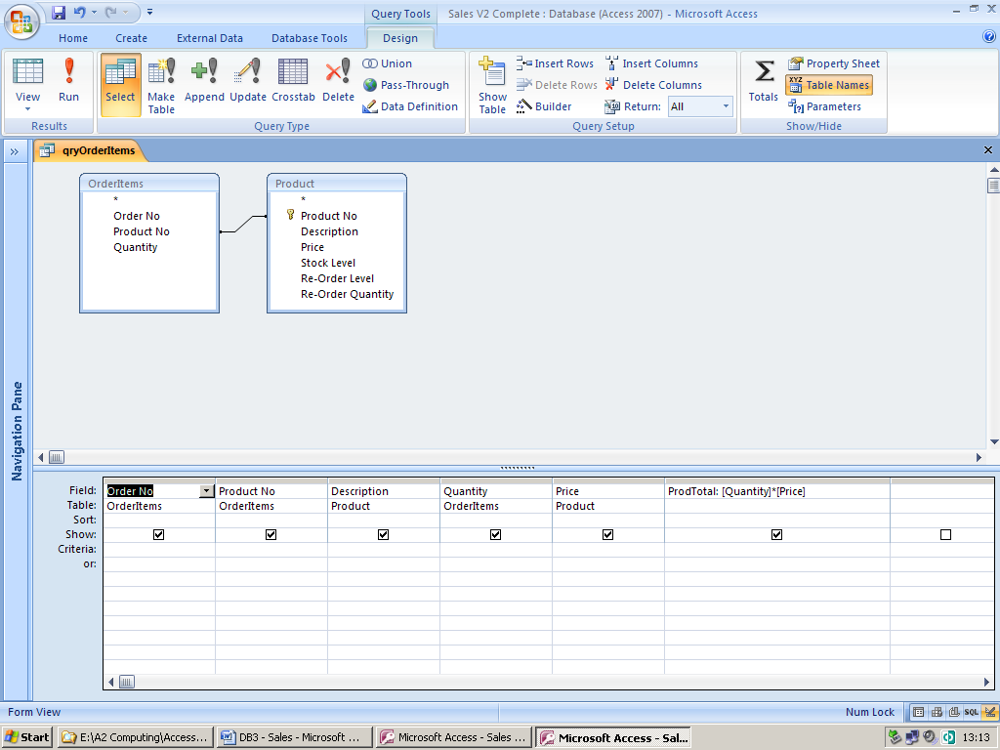 Query Tools
Sales V2 Complete : Database (Access 2007) - Microsoft Access
Home
Create
External Data
Database Tools
Design
View
Run
Results
Select
Make Table
Append
Update
Crosstab
Delete
Union
Pass-Through
Data Definition
Query Type
Show Table
Insert Rows
Delete Rows
Builder
Insert Columns
Delete Columns
Return:
All
Query Setup
Totals
Property Sheet
XYZ
Table Names
Parameters
Show/Hide
qryOrderItems
Navigation Pane
OrderItems
*
Order No
Product No
Quantity
Product
*
Product No
Description
Price
Stock Level
Re-Order Level
Re-Order Quantity
Field: Order No Product No Description Quantity Price ProdTotal: [Quantity]*[Price]
Table: OrderItems OrderItems Product OrderItems Product
Sort:
Show:
Criteria:
or:
Form View
Num Lock
SQL
Start
E:\A2 Computing\Access...
DB3 - Sales - Microsoft ...
Microsoft Access - Sales ...
Microsoft Access - Sal...
13:13